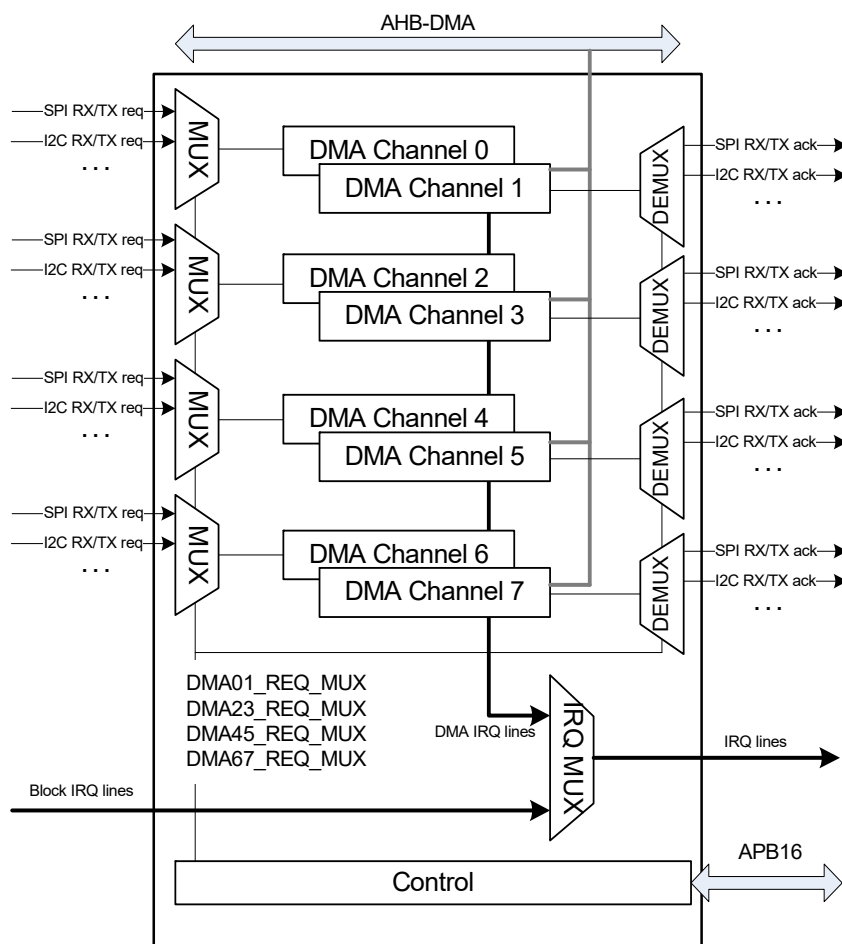 AHB-DMA
SPI RX/TX req
I2C RX/TX req
. . .
MUX
DMA Channel 0
DMA Channel 1
DEMUX
SPI RX/TX ack
I2C RX/TX ack
. . .
SPI RX/TX req
I2C RX/TX req
. . .
MUX
DMA Channel 2
DMA Channel 3
DEMUX
SPI RX/TX ack
I2C RX/TX ack
. . .
SPI RX/TX req
I2C RX/TX req
. . .
MUX
DMA Channel 4
DMA Channel 5
DEMUX
SPI RX/TX ack
I2C RX/TX ack
. . .
SPI RX/TX req
I2C RX/TX req
. . .
MUX
DMA Channel 6
DMA Channel 7
DEMUX
SPI RX/TX ack
I2C RX/TX ack
. . .
DMA01_REQ_MUX
DMA23_REQ_MUX
DMA45_REQ_MUX
DMA67_REQ_MUX
DMA IRQ lines
IRQ MUX
IRQ lines
Block IRQ lines
APB16
Control